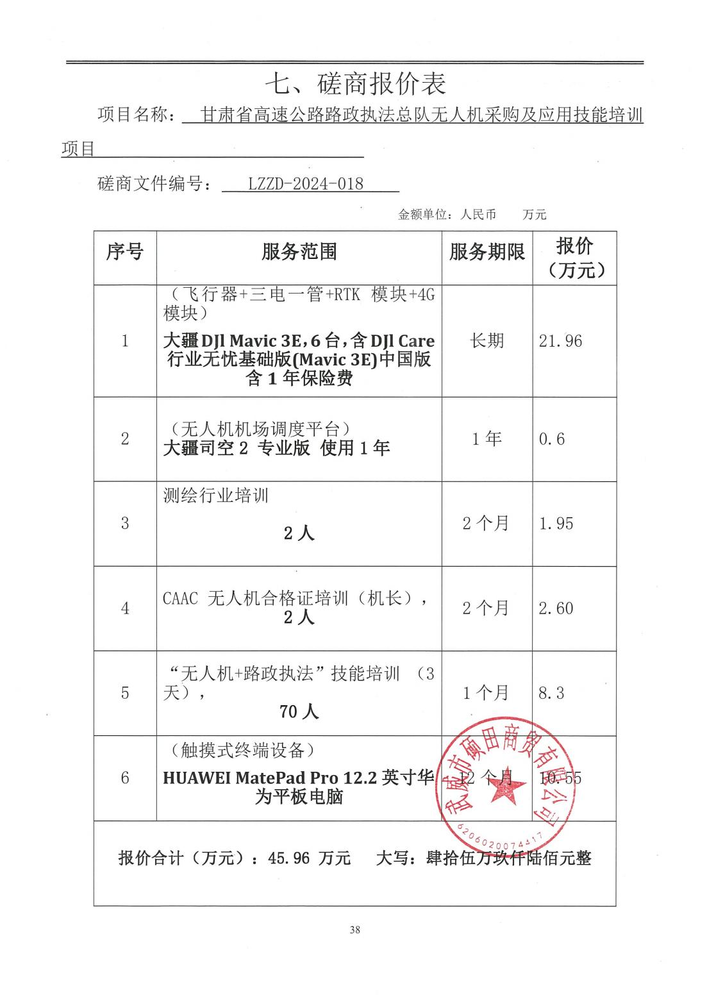 七、磋商报价表
项目名称： 甘肃省高速公路路政执法总队无人机采购及应用技能培训
项目
磋商文件编号： LZZD-2024-018
金额单位：人民币 万元
序号 服务范围 服务期限 报价
（万元）
（飞行器+三电一管+RTK 模块+4G
模块）
1 大疆DJl Mavic 3E，6台，含DJl Care 长期 21.96
行业无忧基础版(Mavic 3E)中国版
含 1 年保险费
（无人机机场调度平台）
2 大疆司空 2 专业版 使用 1 年 1 年 0.6
测绘行业培训
3 2 人 2 个月 1.95
CAAC 无人机合格证培训（机长），
4 2 人 2 个月 2.60
“无人机+路政执法”技能培训 （3
天），
5 70 人 1 个月 8.3
（触摸式终端设备）
6 HUAWEI MatePad Pro 12.2 英寸华 12 个月 10.55
为平板电脑
武威市硕田商贸有限公司
6206020074417
报价合计（万元）: 45.96 万元 大写：肆拾伍万玖仟陆佰元整
38